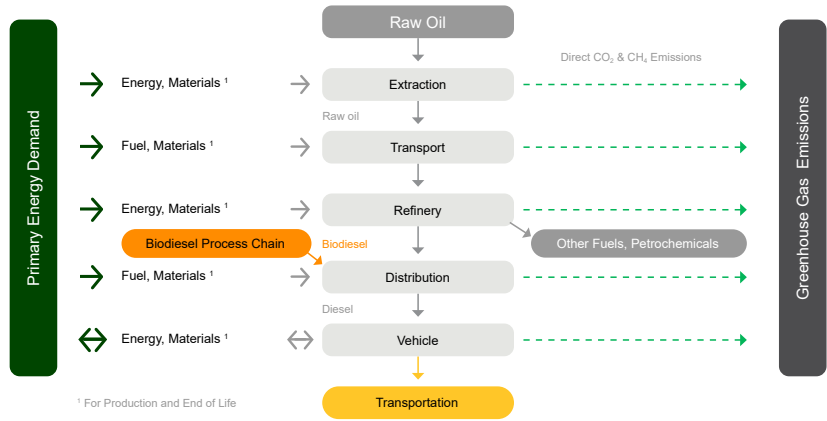 Raw Oil
Primary Energy Demand
Greenhouse Gas Emissions
Direct CO₂ & CH₄ Emissions
Energy, Materials ¹
Extraction
Raw oil
Fuel, Materials ¹
Transport
Energy, Materials ¹
Refinery
Biodiesel Process Chain
Biodiesel
Other Fuels, Petrochemicals
Fuel, Materials ¹
Distribution
Diesel
Energy, Materials ¹
Vehicle
¹ For Production and End of Life
Transportation